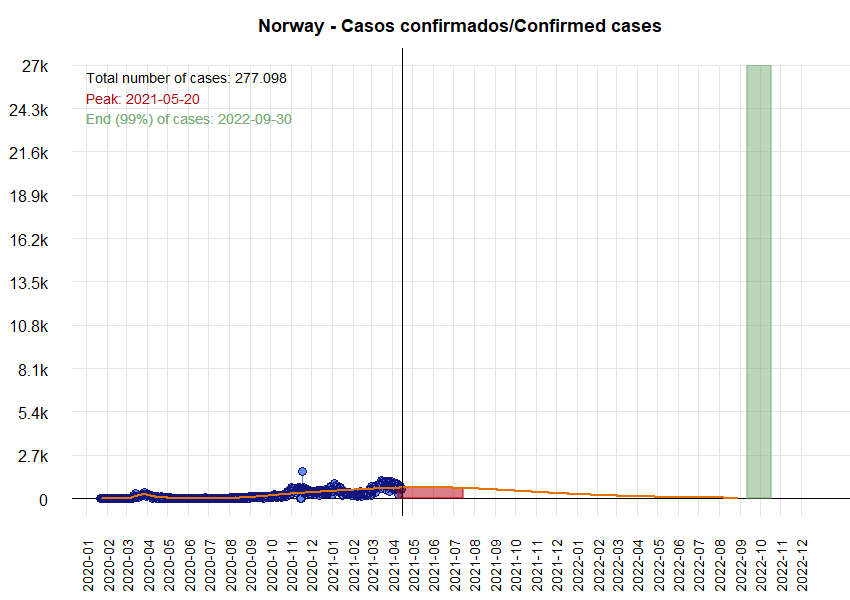 Norway - Casos confirmados/Confirmed cases
27k
Total number of cases: 277.098
Peak: 2021-05-20
24.3k
End (99%) of cases: 2022-09-30
21.6k
18.9k
16.2k
13.5k
10.8k
8.1k
5.4k
2.7k
0
2020-01
2020-02
2020-03
2020-04
2020-05
2020-06
2020-07
2020-08
2020-09
2020-10
2020-11
2020-12
2021-01
2021-02
2021-03
2021-04
2021-05
2021-06
2021-07
2021-08
2021-09
2021-10
2021-11
2021-12
2022-01
2022-02
2022-03
2022-04
2022-05
2022-06
2022-07
2022-08
2022-09
2022-10
2022-11
2022-12